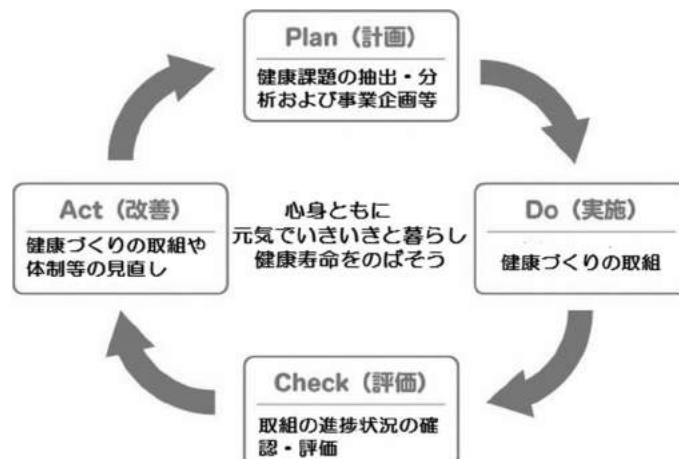 Plan（計画）
健康課題の抽出・分
析および事業企画等
Act（改善）
健康づくりの取組や
体制等の見直し
心身ともに
元気でいきいきと暮らし
健康寿命をのばそう
Do（実施）
健康づくりの取組
Check（評価）
取組の進捗状況の確
認・評価